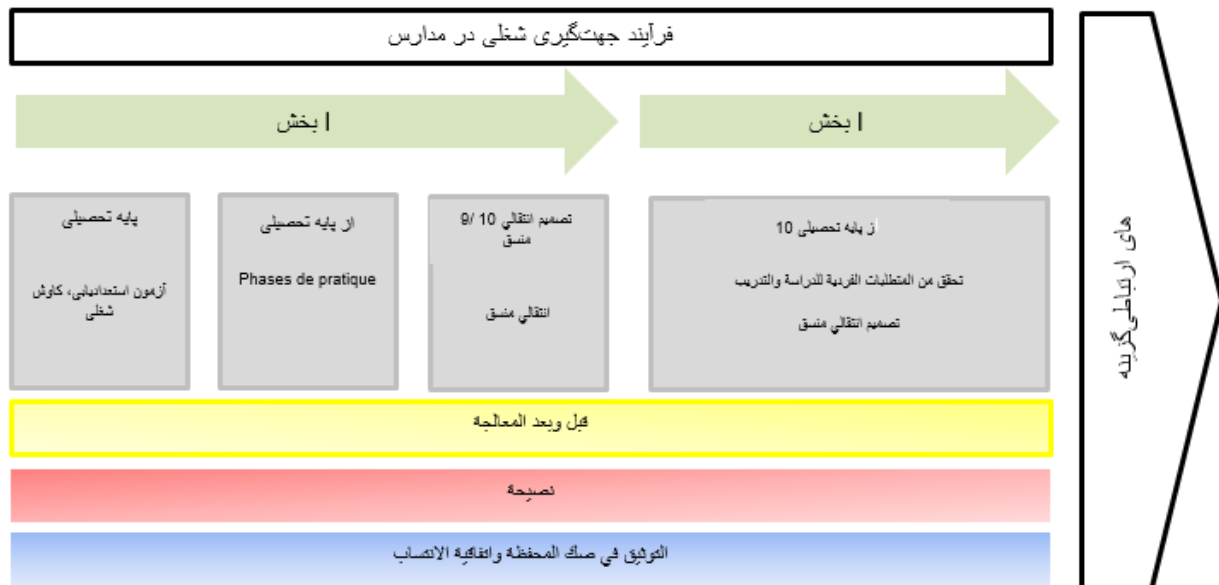 فرآیند جهت‌گیری شغلی در مدارس
I بخش
I بخش
پایه تحصیلی
آزمون استعدادیابی، کاوش
شغلی
از پایه تحصیلی
Phases de pratique
تصميم انتقالي 10 /9
منسق
انتقالي منسق
از پایه تحصیلی 10
تحقق من المتطلبات الفردية للدراسة والتدريب
تصميم انتقالي منسق
قبل وبعد المعالجة
نصيحة
التوثيق في صك المحفظة واتفاقية الانتساب
های ارتباطی‌گزینه